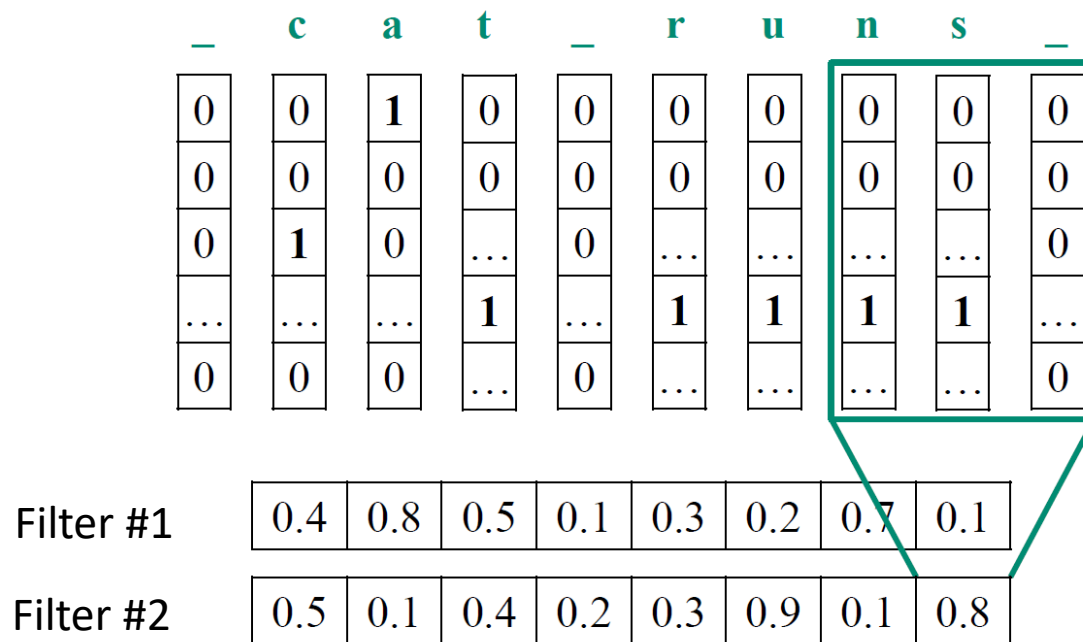 _ c a t _ r u n s _
0 0 1 0 0 0 0 0 0 0
0 0 0 0 0 0 0 0 0 0
0 1 0 ... 0 ... ... ... ... 0
... ... ... 1 ... 1 1 1 1 ...
0 0 0 ... 0 ... ... ... ... 0
Filter #1 0.4 0.8 0.5 0.1 0.3 0.2 0.7 0.1
Filter #2 0.5 0.1 0.4 0.2 0.3 0.9 0.1 0.8